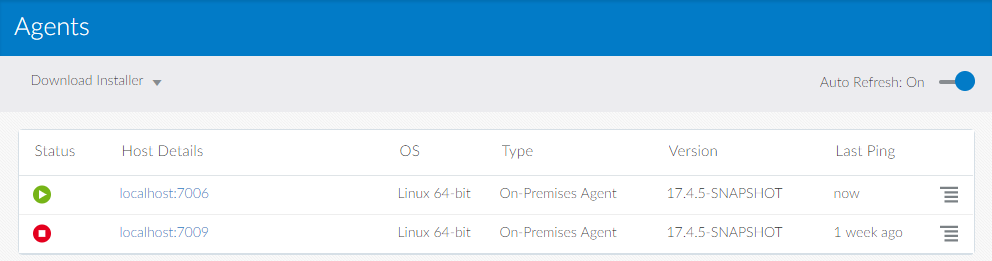 Agents
Download Installer
Auto Refresh: On
Status Host Details OS Type Version Last Ping
localhost:7006 Linux 64-bit On-Premises Agent 17.4.5-SNAPSHOT now
localhost:7009 Linux 64-bit On-Premises Agent 17.4.5-SNAPSHOT 1 week ago